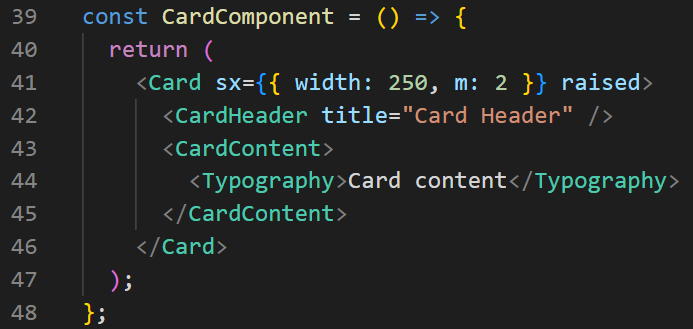 39 const CardComponent = () => {
40   return (
41     <Card sx={{ width: 250, m: 2 }} raised>
42       <CardHeader title="Card Header" />
43       <CardContent>
44         <Typography>Card content</Typography>
45       </CardContent>
46     </Card>
47   );
48 };